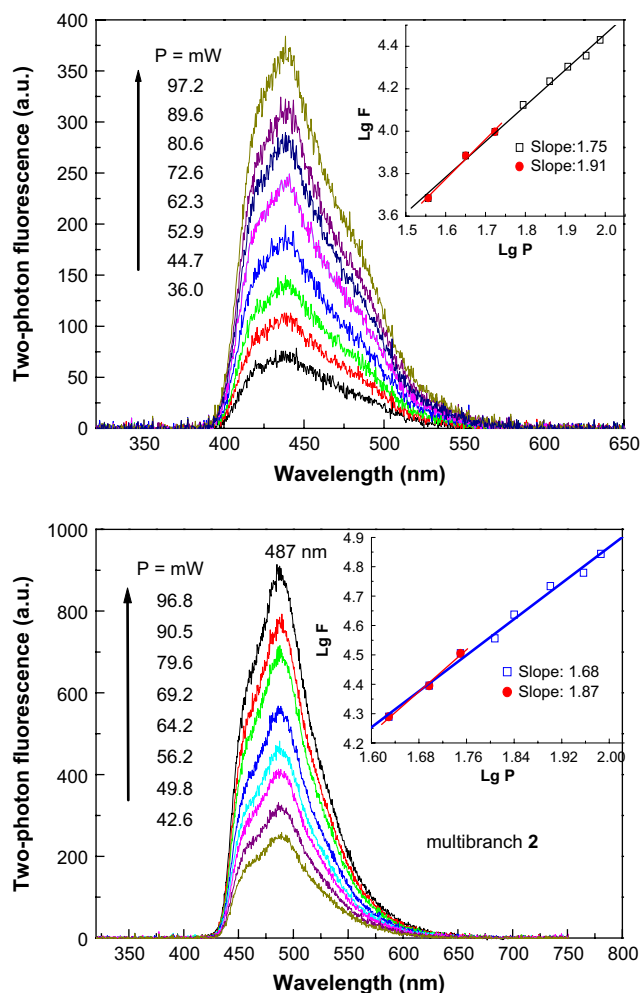 400
350
300
250
200
150
100
50
0
Two-photon fluorescence (a.u.)
P = mW
97.2
89.6
80.6
72.6
62.3
52.9
44.7
36.0
4.4
4.0
3.8
3.6
Lg F
Slope:1.75
Slope:1.91
1.5 1.6 1.7 1.8 1.9 2.0
Lg P
350 400 450 500 550 600 650
Wavelength (nm)
1000
800
600
400
200
0
Two-photon fluorescence (a.u.)
487 nm
P = mW
96.8
90.5
79.6
69.2
64.2
56.2
49.8
42.6
4.9
4.8
4.7
4.6
4.5
4.4
4.3
4.2
Lg F
Slope: 1.68
Slope: 1.87
1.60 1.68 1.76 1.84 1.92 2.00
Lg P
multibranch 2
350 400 450 500 550 600 650 700 750 800
Wavelength (nm)